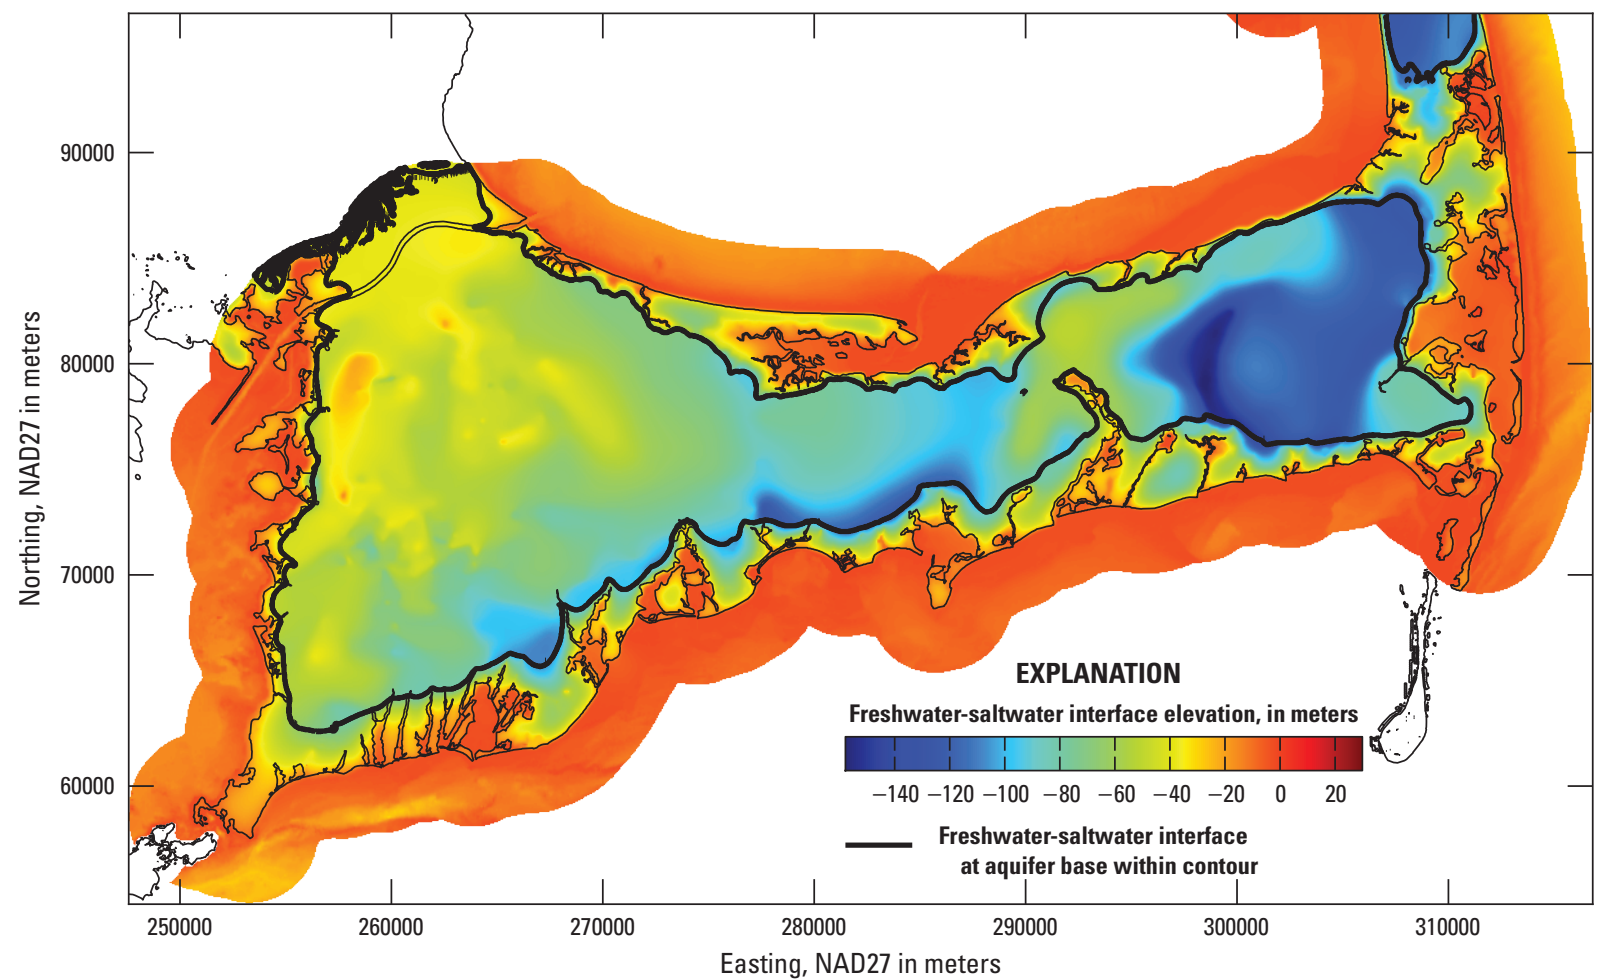 90000
80000
70000
60000
Northing, NAD27 in meters
EXPLANATION
Freshwater-saltwater interface elevation, in meters
−140 −120 −100 −80 −60 −40 −20 0 20
Freshwater-saltwater interface
at aquifer base within contour
250000 260000 270000 280000 290000 300000 310000
Easting, NAD27 in meters